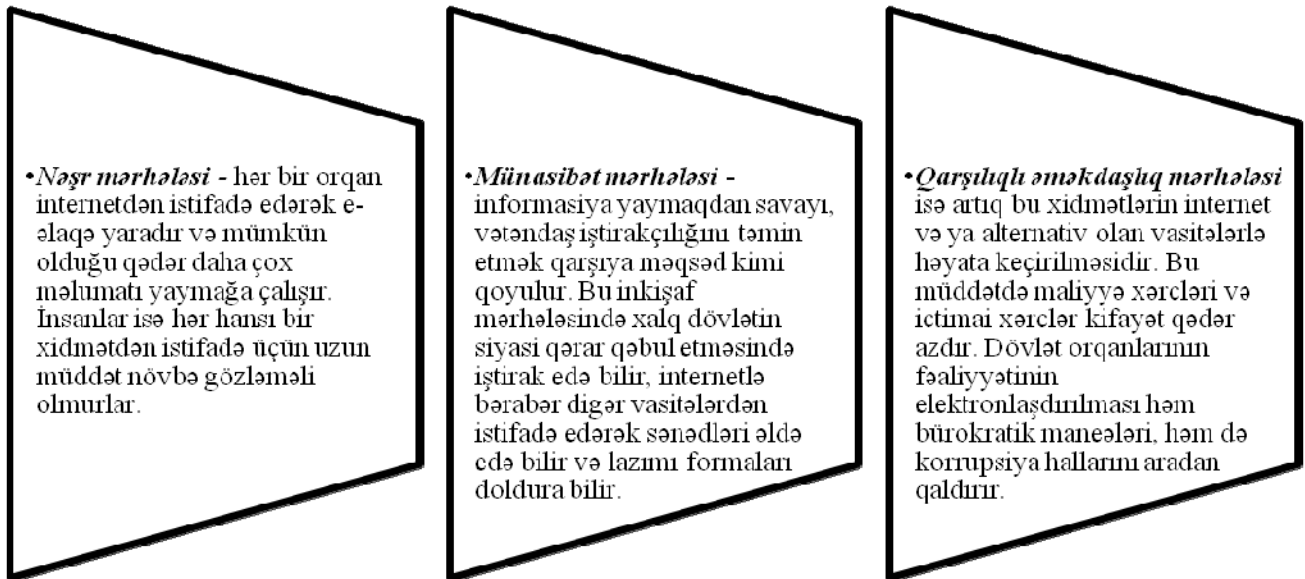 •Nəşr mərhələsi - hər bir orqan
internetdən istifadə edərək e-
əlaqə yaradır və mümkün
olduğu qədər daha çox
məlumatı yaymağa çalışır.
İnsanlar isə hər hansı bir
xidmətdən istifadə üçün uzun
müddət növbə gözləməli
olmurlar.
•Münasibət mərhələsi -
informasiya yaymaqdan savayı,
vətəndaş iştirakçılığını təmin
etmək qarşıya məqsəd kimi
qoyulur. Bu inkişaf
mərhələsində xalq dövlətin
siyasi qərar qəbul etməsində
iştirak edə bilir, internetlə
bərabər digər vasitələrdən
istifadə edərək sənədləri əldə
edə bilir və lazımı formaları
doldura bilir.
•Qarşılıqlı əməkdaşlıq mərhələsi
isə artıq bu xidmətlərin internet
və ya alternativ olan vasitələrlə
həyata keçirilməsidir. Bu
müddətdə maliyyə xərcləri və
ictimai xərclər kifayət qədər
azdır. Dövlət orqanlarının
fəaliyyətinin
elektronlaşdırılması həm
bürokratik maneələri, həm də
korrupsiya hallarını aradan
qaldırır.